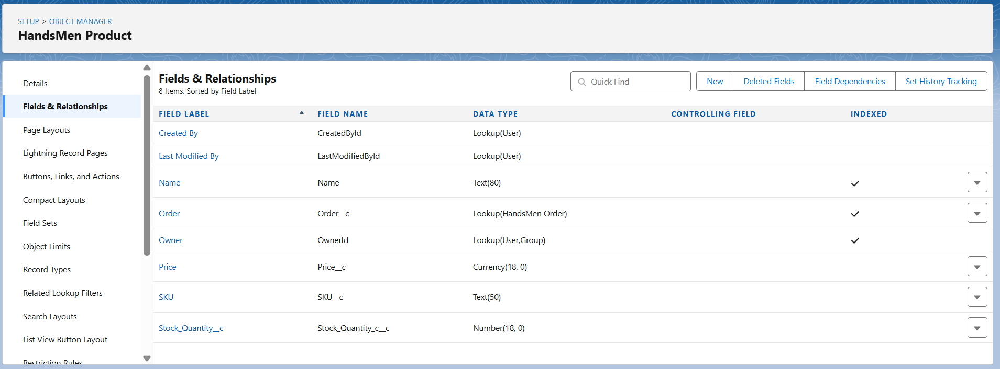 SETUP > OBJECT MANAGER
HandsMen Product
Details
Fields & Relationships
Page Layouts
Lightning Record Pages
Buttons, Links, and Actions
Compact Layouts
Field Sets
Object Limits
Record Types
Related Lookup Filters
Search Layouts
List View Button Layout
Restriction Rules
Fields & Relationships
8 Items, Sorted by Field Label
Quick Find
New Deleted Fields Field Dependencies Set History Tracking
FIELD LABEL FIELD NAME DATA TYPE CONTROLLING FIELD INDEXED
Created By CreatedById Lookup(User)
Last Modified By LastModifiedById Lookup(User)
Name Name Text(80)
Order Order__c Lookup(HandsMen Order)
Owner OwnerId Lookup(User,Group)
Price Price__c Currency(18, 0)
SKU SKU__c Text(50)
Stock_Quantity__c Stock_Quantity_c__c Number(18, 0)